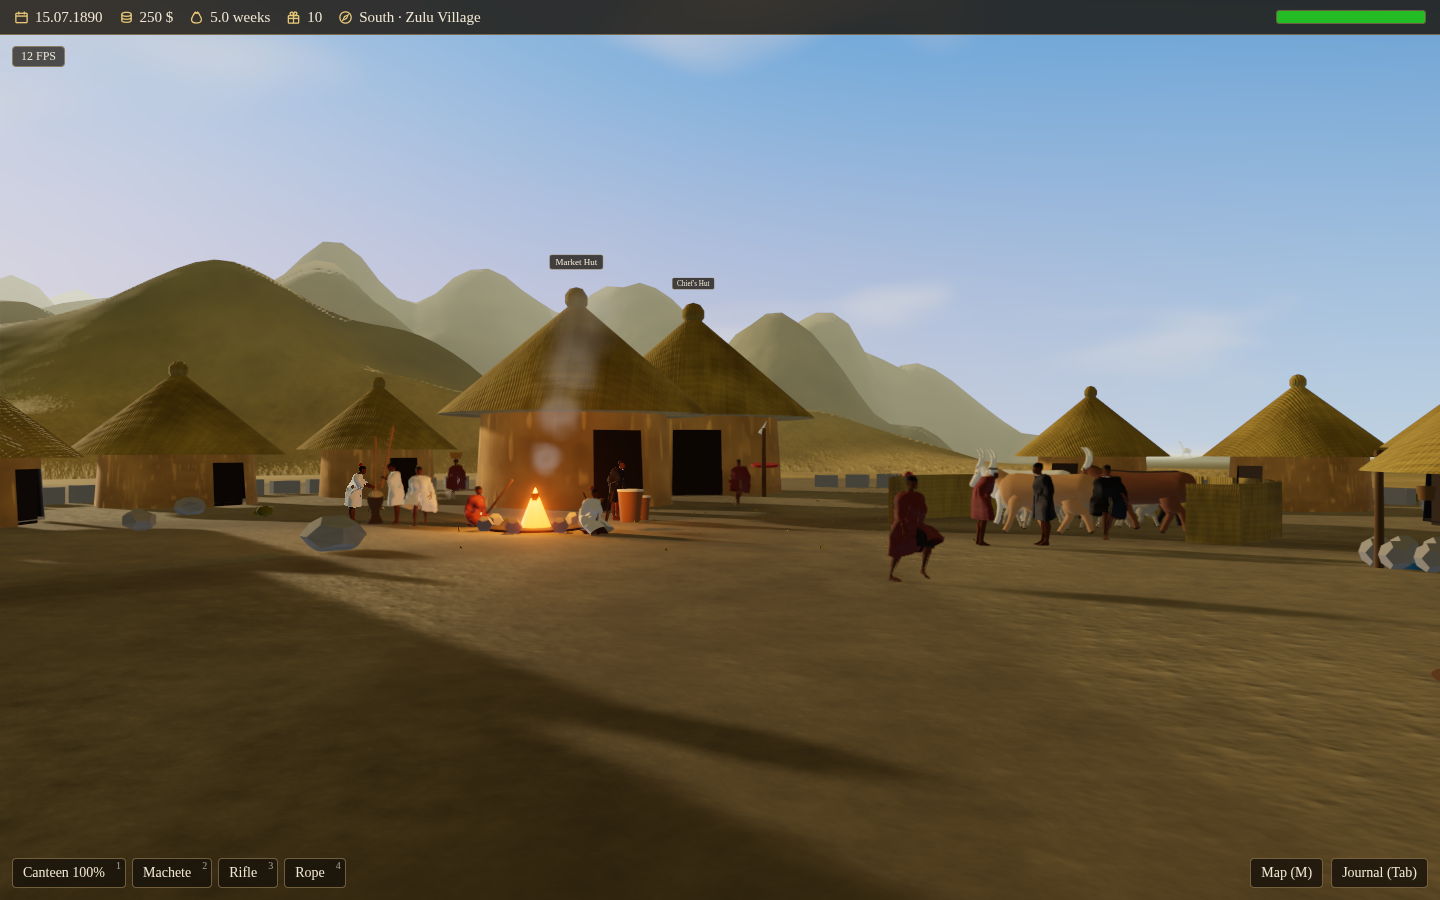 15.07.1890 250 $ 5.0 weeks 10 South · Zulu Village
12 FPS
Market Hut
Chief's Hut
Canteen 100% 1 Machete 2 Rifle 3 Rope 4
Map (M) Journal (Tab)